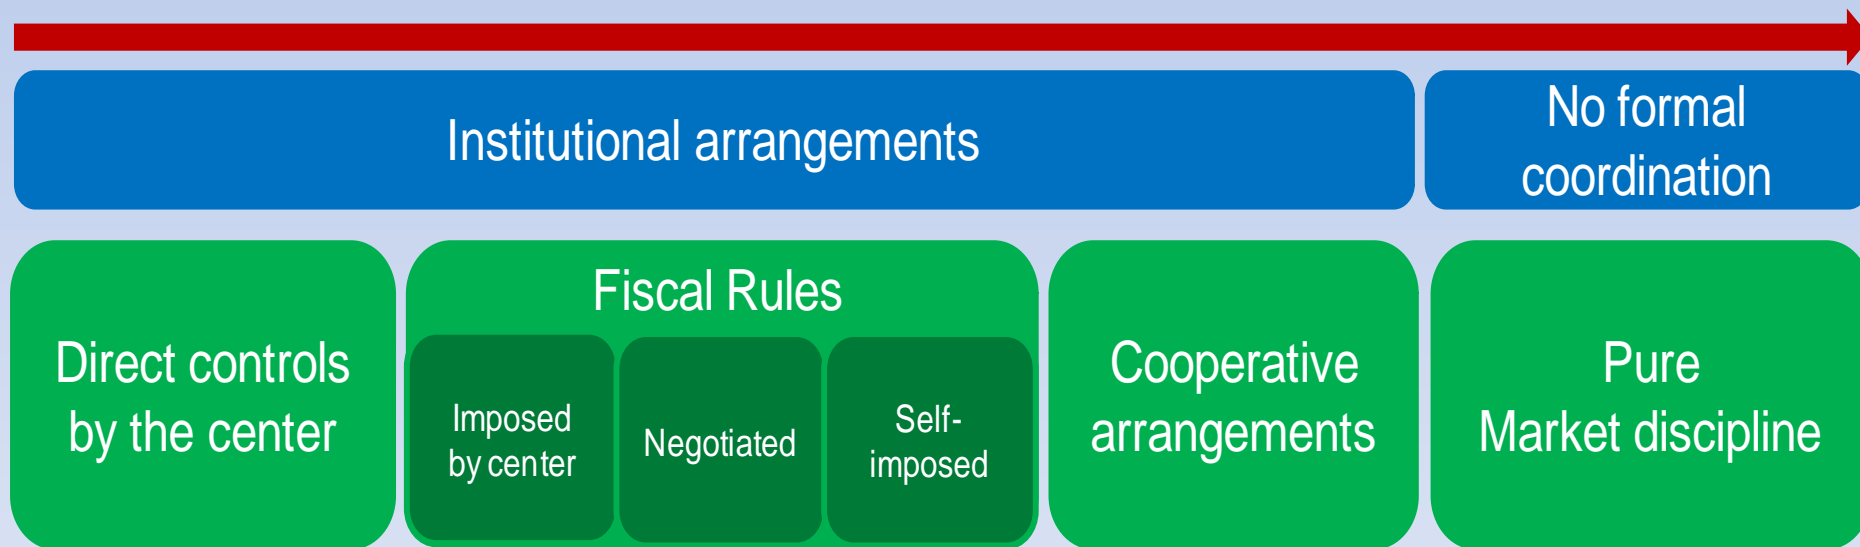 Institutional arrangements
No formal
coordination
Direct controls
by the center
Fiscal Rules
Imposed
by center
Negotiated
Self-
imposed
Cooperative
arrangements
Pure
Market discipline